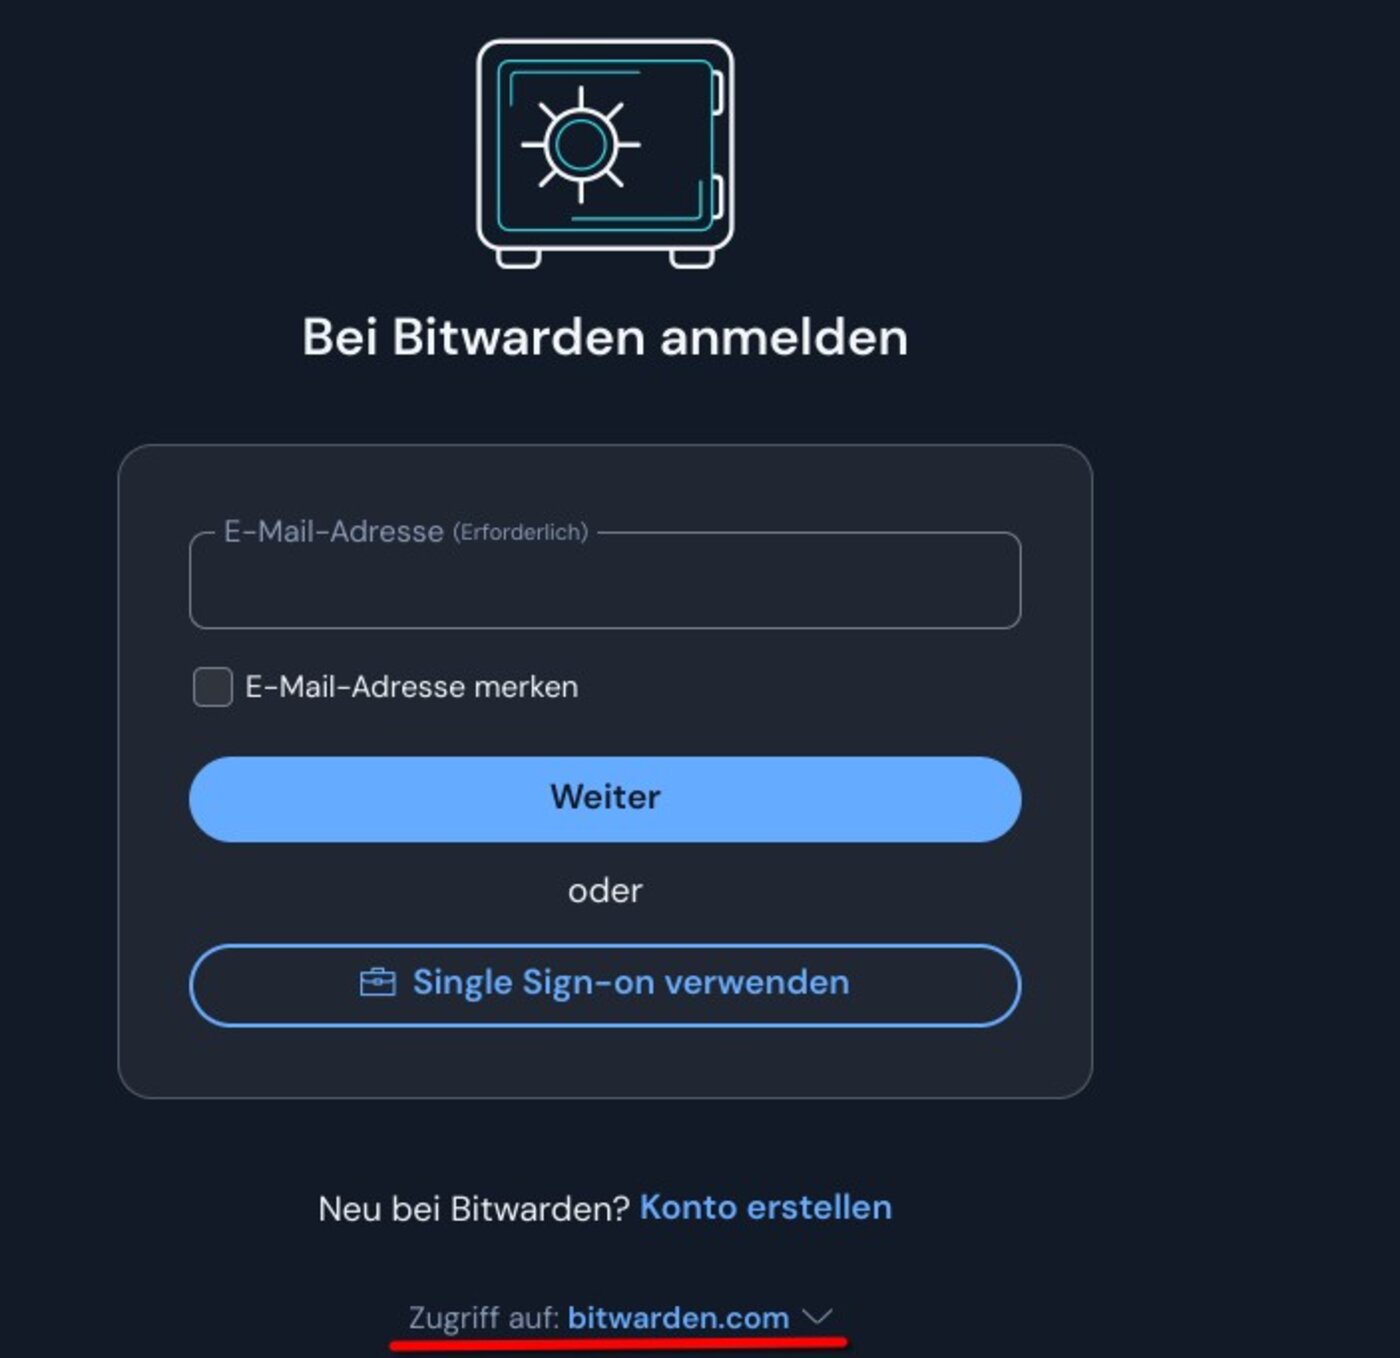 Bei Bitwarden anmelden
E-Mail-Adresse (Erforderlich)
E-Mail-Adresse merken
Weiter
oder
Single Sign-on verwenden
Neu bei Bitwarden? Konto erstellen
Zugriff auf: bitwarden.com